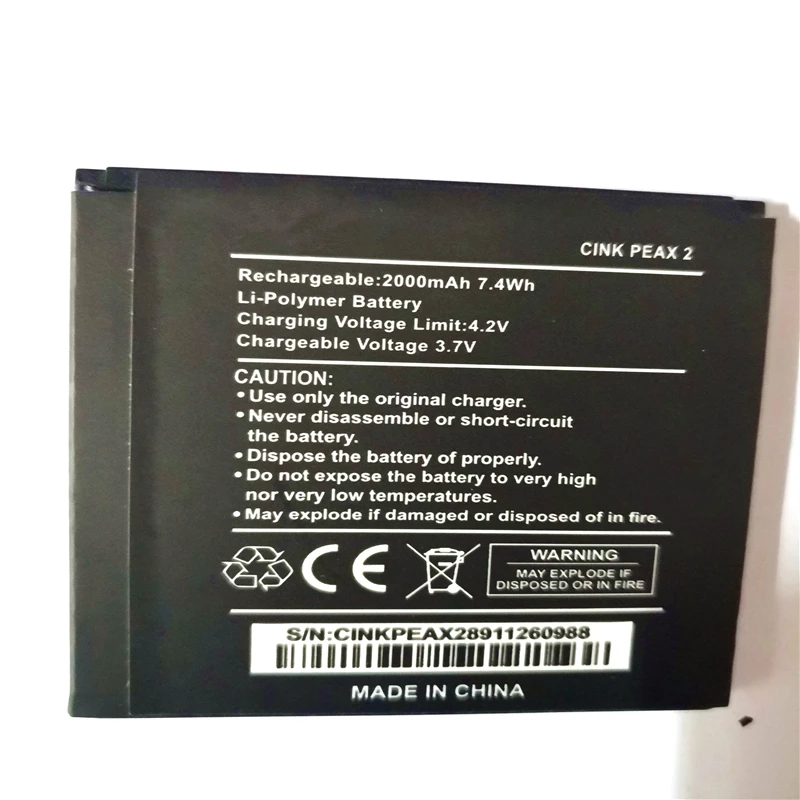 CINK PEAX 2
Rechargeable:2000mAh 7.4Wh
Li-Polymer Battery
Charging Voltage Limit:4.2V
Chargeable Voltage 3.7V
CAUTION:
• Use only the original charger.
• Never disassemble or short-circuit
the battery.
• Dispose the battery of properly.
• Do not expose the battery to very high
nor very low temperatures.
• May explode if damaged or disposed of in fire.
CE
WARNING
MAY EXPLODE IF
DISPOSED OR IN FIRE
S/N:CINKPEAX28911260988
MADE IN CHINA